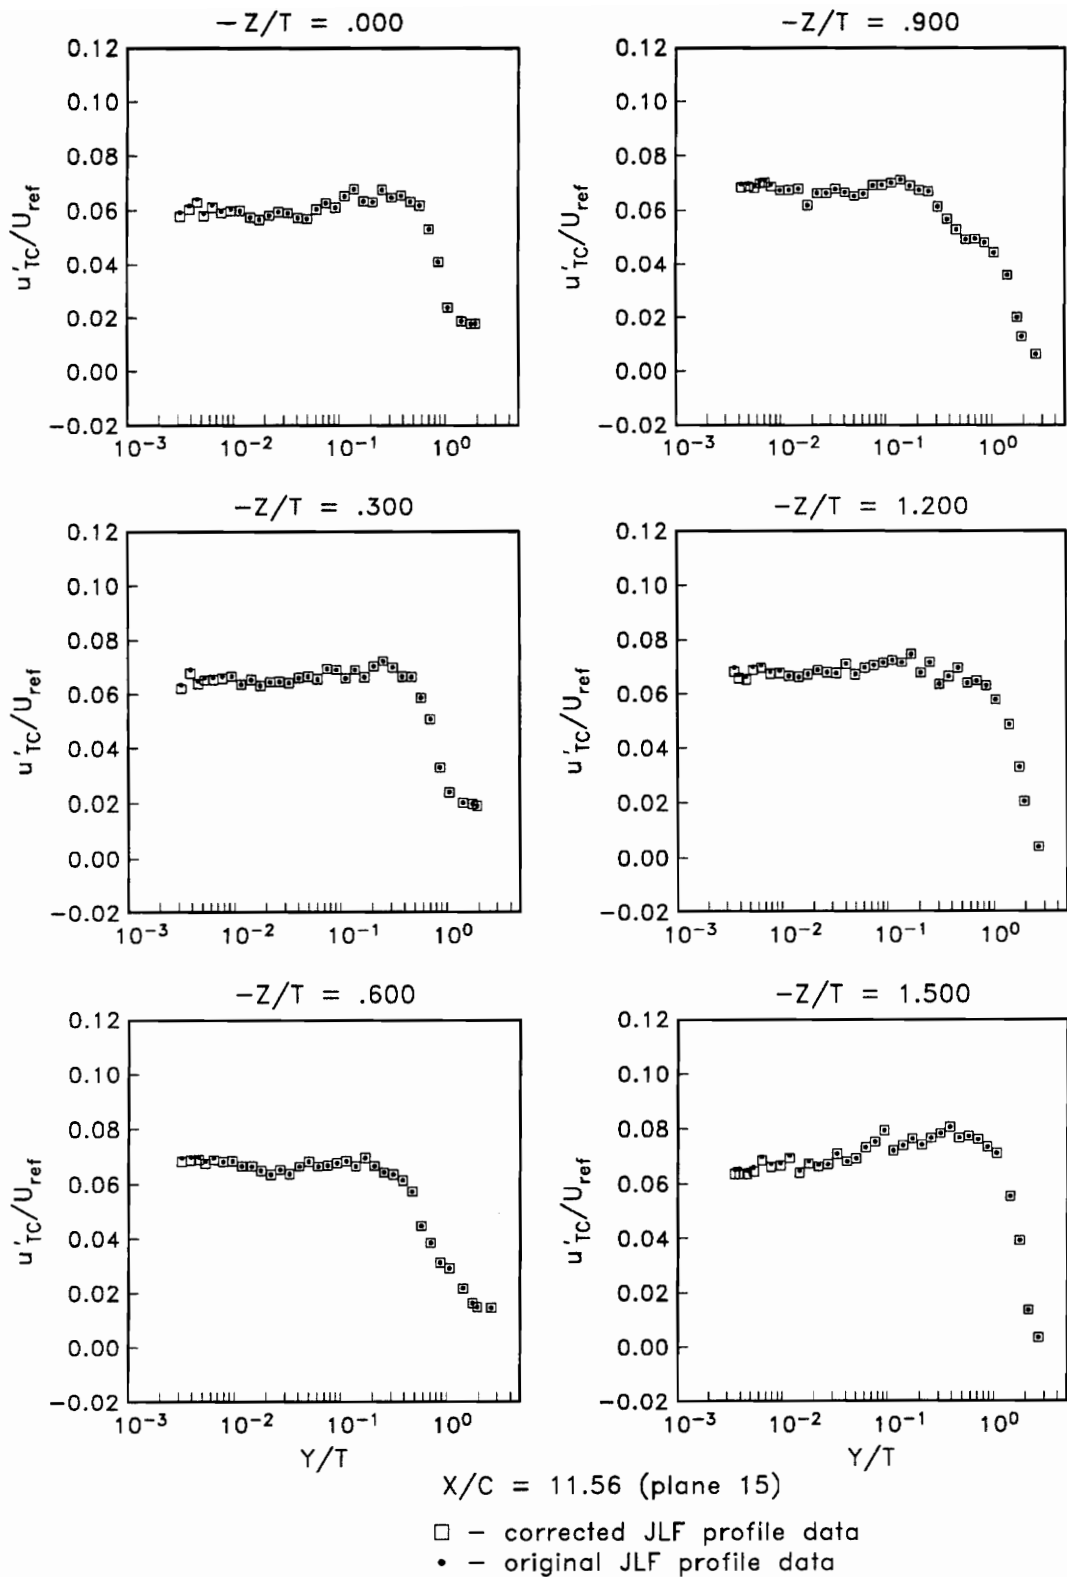 −Z/T = .000
0.12
0.10
0.08
0.06
0.04
0.02
0.00
−0.02
u'TC/Uref
10⁻³ 10⁻² 10⁻¹ 10⁰
−Z/T = .900
0.12
0.10
0.08
0.06
0.04
0.02
0.00
−0.02
u'TC/Uref
10⁻³ 10⁻² 10⁻¹ 10⁰
−Z/T = .300
0.12
0.10
0.08
0.06
0.04
0.02
0.00
−0.02
u'TC/Uref
10⁻³ 10⁻² 10⁻¹ 10⁰
−Z/T = 1.200
0.12
0.10
0.08
0.06
0.04
0.02
0.00
−0.02
u'TC/Uref
10⁻³ 10⁻² 10⁻¹ 10⁰
−Z/T = .600
0.12
0.10
0.08
0.06
0.04
0.02
0.00
−0.02
u'TC/Uref
10⁻³ 10⁻² 10⁻¹ 10⁰
Y/T
−Z/T = 1.500
0.12
0.10
0.08
0.06
0.04
0.02
0.00
−0.02
u'TC/Uref
10⁻³ 10⁻² 10⁻¹ 10⁰
Y/T
X/C = 11.56 (plane 15)
□ − corrected JLF profile data
• − original JLF profile data